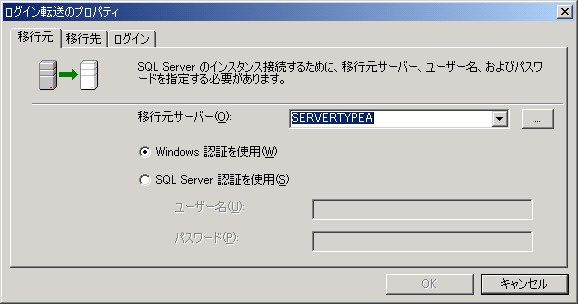 ログイン転送のプロパティ
移行元 移行先 ログイン
SQL Server のインスタンス接続するために、移行元サーバー、ユーザー名、およびパスワ
ードを指定する必要があります。
移行元サーバー(O): SERVERTYPEA ...
Windows 認証を使用(W)
SQL Server 認証を使用(S)
ユーザー名(U):
パスワード(P):
OK キャンセル